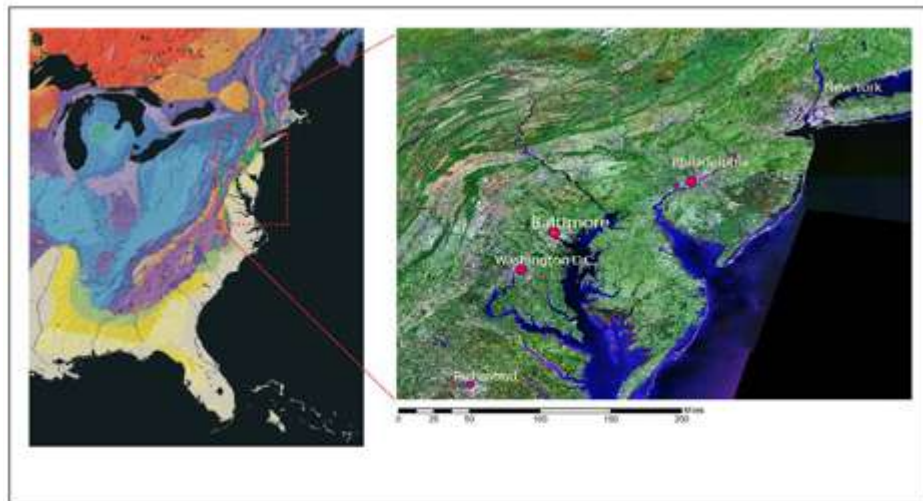 New York
Philadelphia
Baltimore
Washington DC
Richmond
0 25 50 100 150 200
Miles